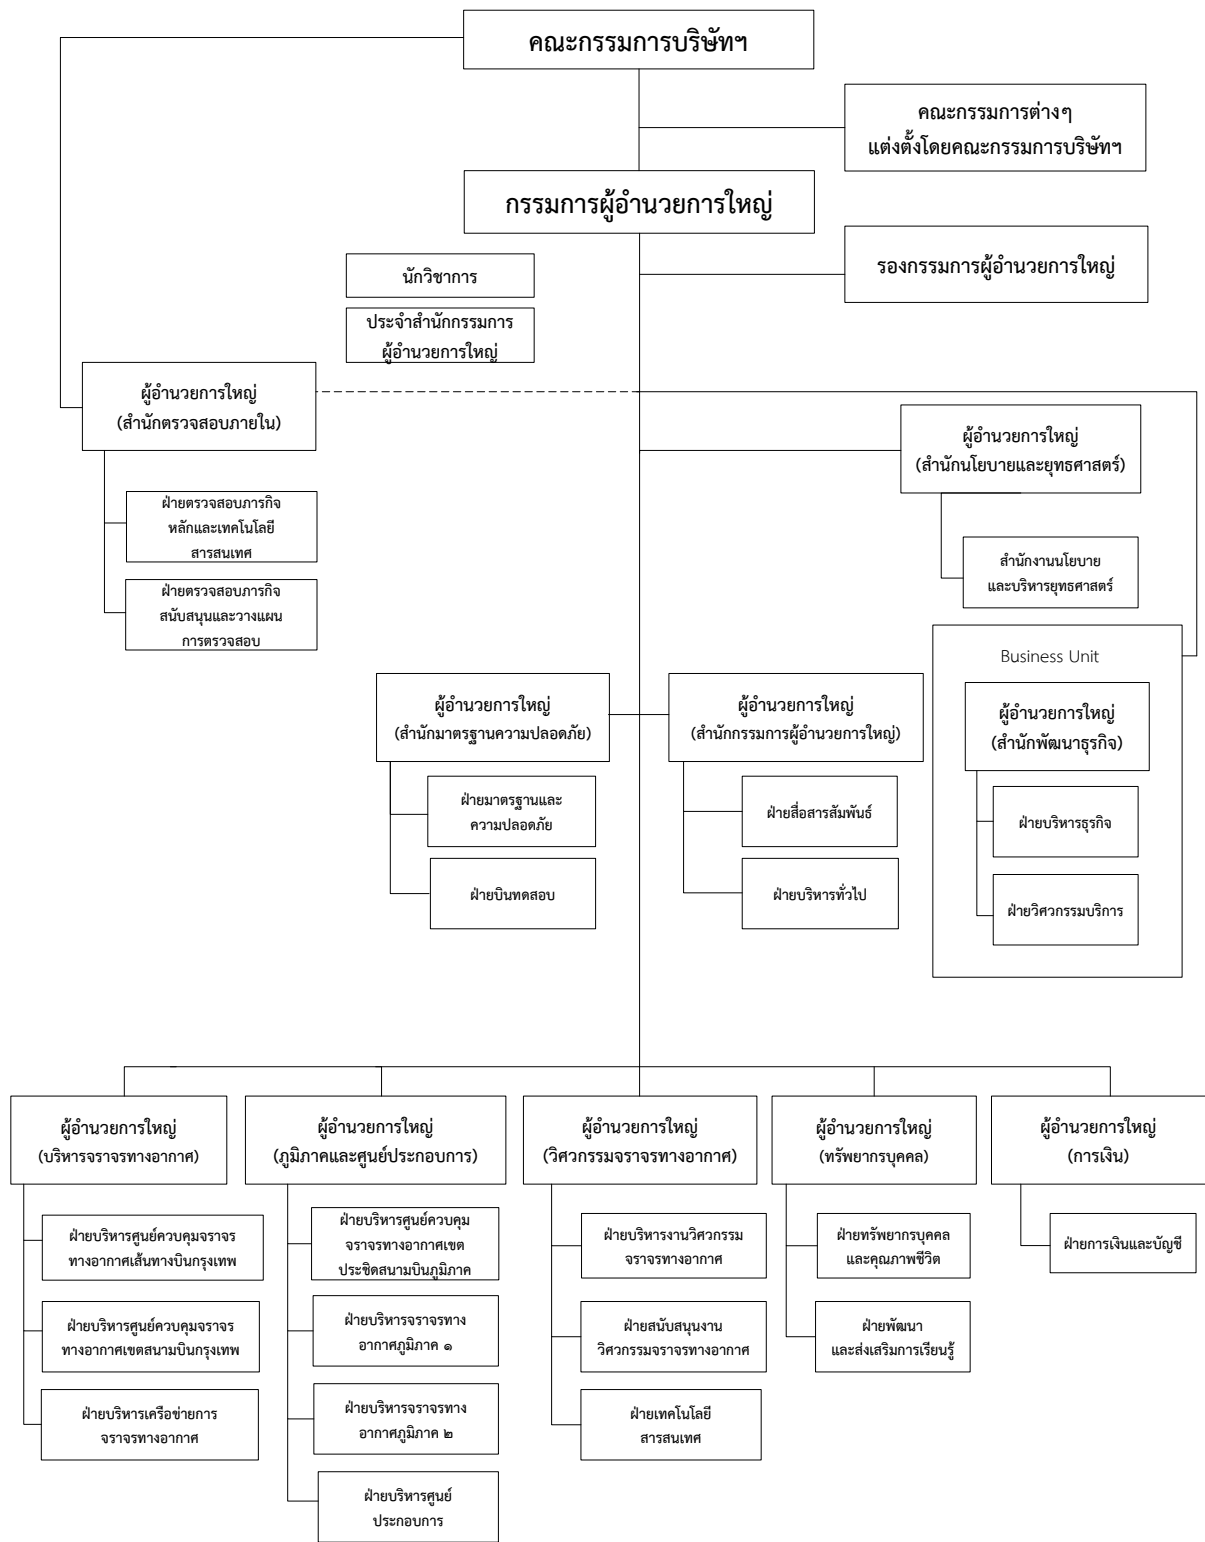 คณะกรรมการบริษัทฯ
คณะกรรมการต่างๆ
แต่งตั้งโดยคณะกรรมการบริษัทฯ
กรรมการผู้อำนวยการใหญ่
รองกรรมการผู้อำนวยการใหญ่
นักวิชาการ
ประจำสำนักกรรมการ
ผู้อำนวยการใหญ่
ผู้อำนวยการใหญ่
(สำนักตรวจสอบภายใน)
ฝ่ายตรวจสอบภารกิจ
หลักและเทคโนโลยี
สารสนเทศ
ฝ่ายตรวจสอบภารกิจ
สนับสนุนและวางแผน
การตรวจสอบ
ผู้อำนวยการใหญ่
(สำนักนโยบายและยุทธศาสตร์)
สำนักงานนโยบาย
และบริหารยุทธศาสตร์
Business Unit
ผู้อำนวยการใหญ่
(สำนักพัฒนาธุรกิจ)
ฝ่ายบริหารธุรกิจ
ฝ่ายวิศวกรรมบริการ
ผู้อำนวยการใหญ่
(สำนักมาตรฐานความปลอดภัย)
ฝ่ายมาตรฐานและ
ความปลอดภัย
ฝ่ายบินทดสอบ
ผู้อำนวยการใหญ่
(สำนักกรรมการผู้อำนวยการใหญ่)
ฝ่ายสื่อสารสัมพันธ์
ฝ่ายบริหารทั่วไป
ผู้อำนวยการใหญ่
(บริหารจราจรทางอากาศ)
ฝ่ายบริหารศูนย์ควบคุมจราจร
ทางอากาศเส้นทางบินกรุงเทพ
ฝ่ายบริหารศูนย์ควบคุมจราจร
ทางอากาศเขตสนามบินกรุงเทพ
ฝ่ายบริหารเครือข่ายการ
จราจรทางอากาศ
ผู้อำนวยการใหญ่
(ภูมิภาคและศูนย์ประกอบการ)
ฝ่ายบริหารศูนย์ควบคุม
จราจรทางอากาศเขต
ประชิดสนามบินภูมิภาค
ฝ่ายบริหารจราจรทาง
อากาศภูมิภาค ๑
ฝ่ายบริหารจราจรทาง
อากาศภูมิภาค ๒
ฝ่ายบริหารศูนย์
ประกอบการ
ผู้อำนวยการใหญ่
(วิศวกรรมจราจรทางอากาศ)
ฝ่ายบริหารงานวิศวกรรม
จราจรทางอากาศ
ฝ่ายสนับสนุนงาน
วิศวกรรมจราจรทางอากาศ
ฝ่ายเทคโนโลยี
สารสนเทศ
ผู้อำนวยการใหญ่
(ทรัพยากรบุคคล)
ฝ่ายทรัพยากรบุคคล
และคุณภาพชีวิต
ฝ่ายพัฒนา
และส่งเสริมการเรียนรู้
ผู้อำนวยการใหญ่
(การเงิน)
ฝ่ายการเงินและบัญชี